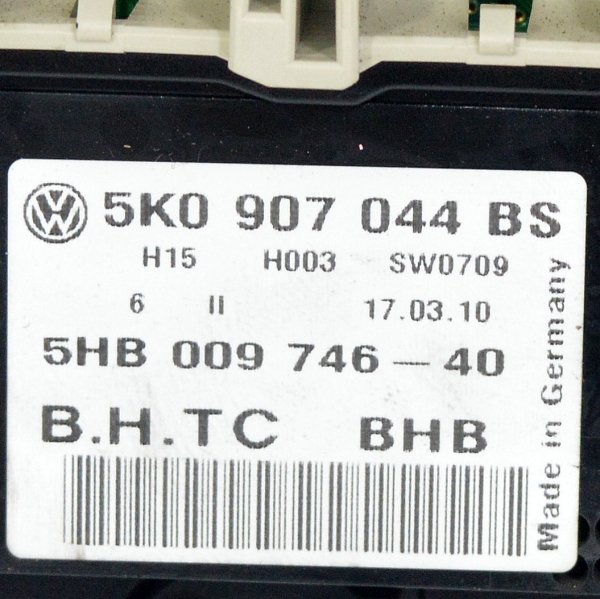 VW 5K0 907 044 BS
H15 H003 SW0709
6 II 17.03.10
5HB 009 746-40
B.H.TC BHB
Made in Germany